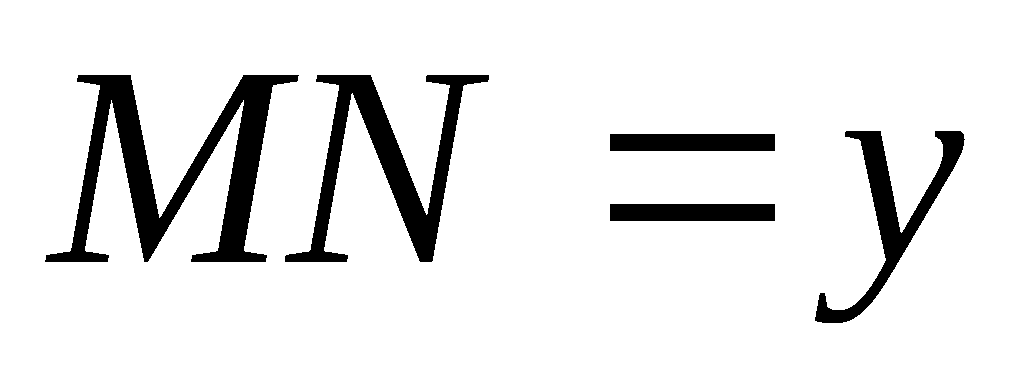 MN = y